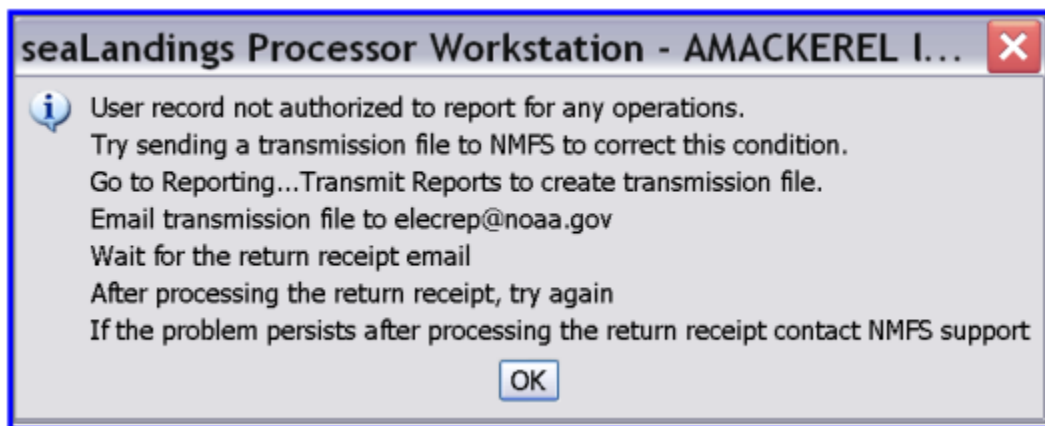 seaLandings Processor Workstation - AMACKEREL I...
User record not authorized to report for any operations.
Try sending a transmission file to NMFS to correct this condition.
Go to Reporting...Transmit Reports to create transmission file.
Email transmission file to elecrep@noaa.gov
Wait for the return receipt email
After processing the return receipt, try again
If the problem persists after processing the return receipt contact NMFS support
OK